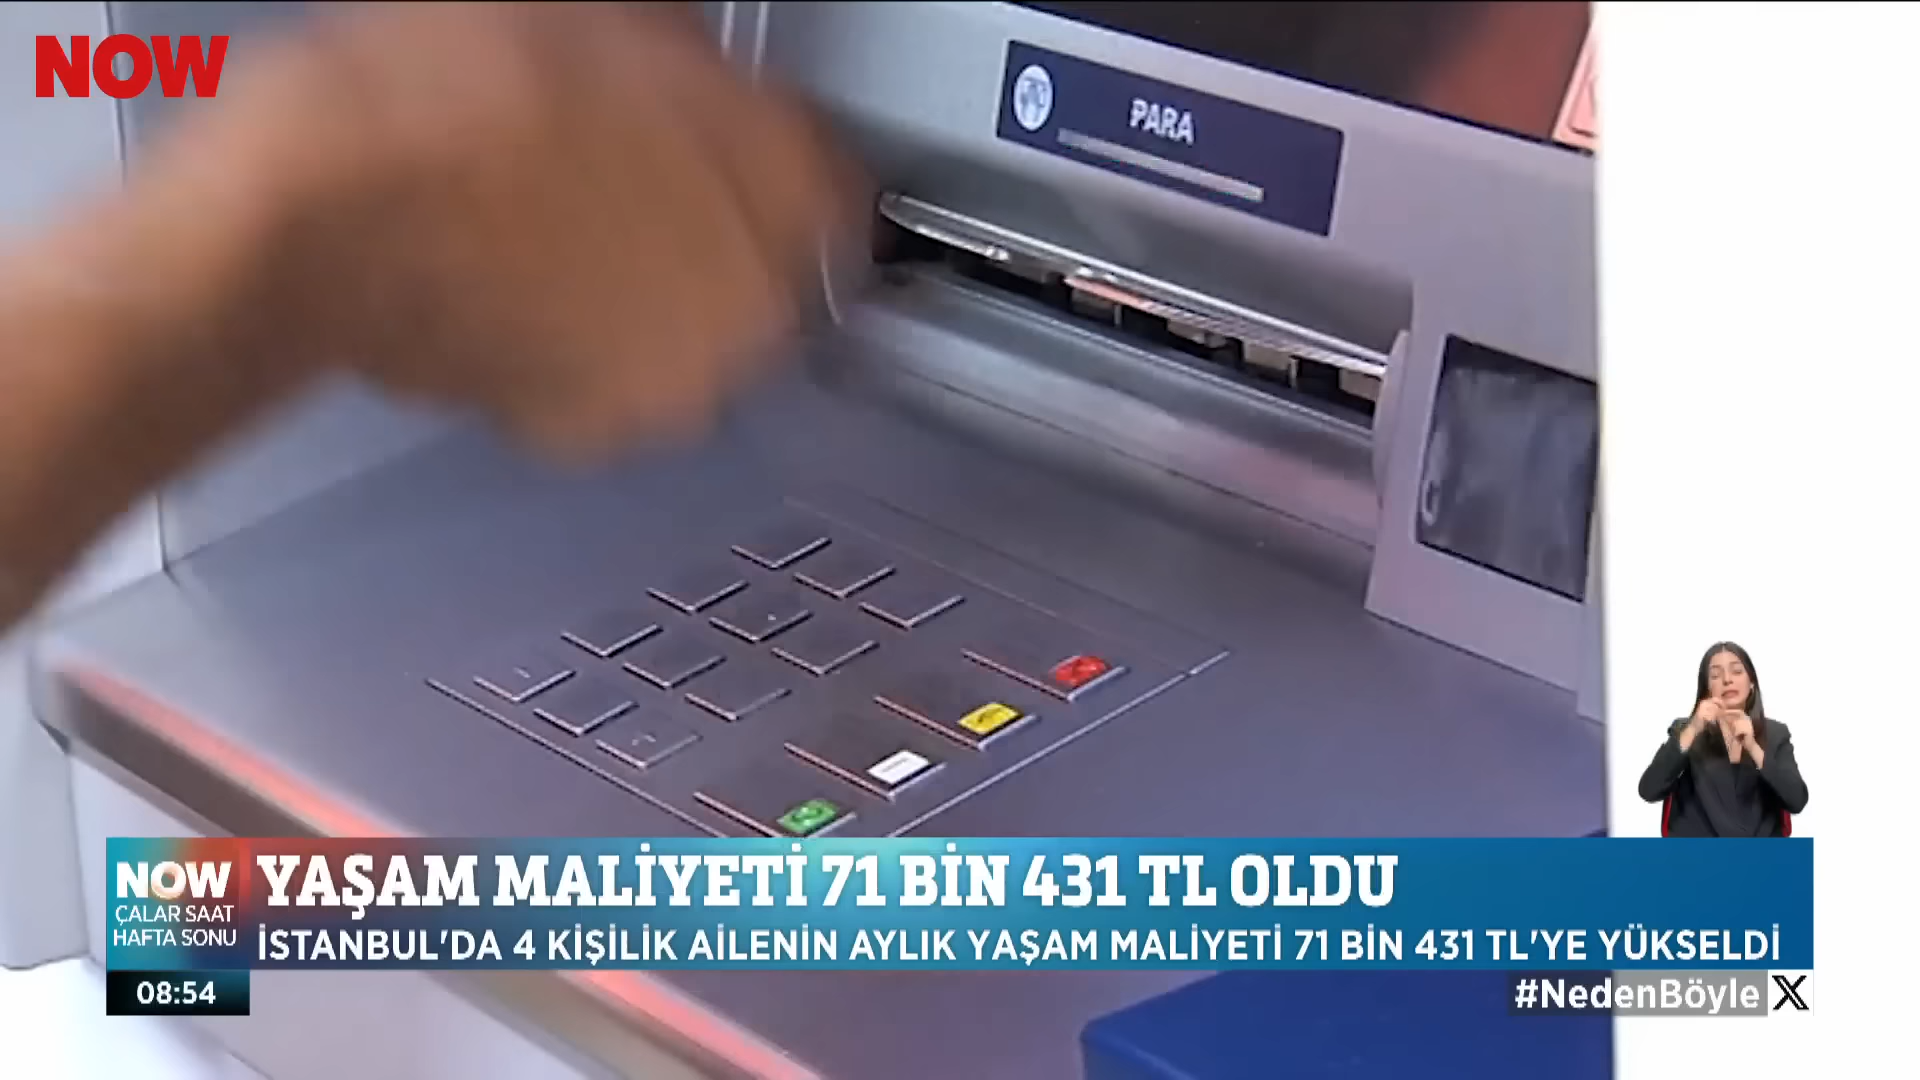 NOW
PARA
NOW
ÇALAR SAAT
HAFTA SONU
YAŞAM MALİYETİ 71 BİN 431 TL OLDU
İSTANBUL'DA 4 KİŞİLİK AİLENİN AYLIK YAŞAM MALİYETİ 71 BİN 431 TL'YE YÜKSELDİ
08:54
#NedenBöyle X